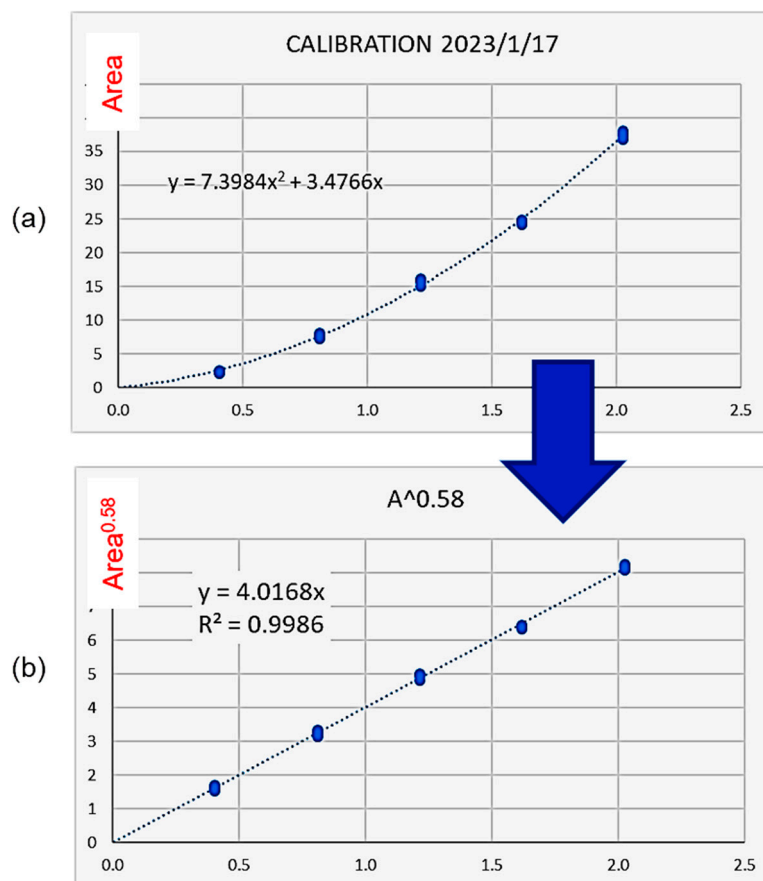 CALIBRATION 2023/1/17
Area
35
y = 7.3984x² + 3.4766x
30
(a)
25
20
15
10
5
0
0.0 0.5 1.0 1.5 2.0 2.5
A^0.58
Area^0.58
y = 4.0168x
R² = 0.9986
6
(b)
5
4
3
2
1
0
0.0 0.5 1.0 1.5 2.0 2.5